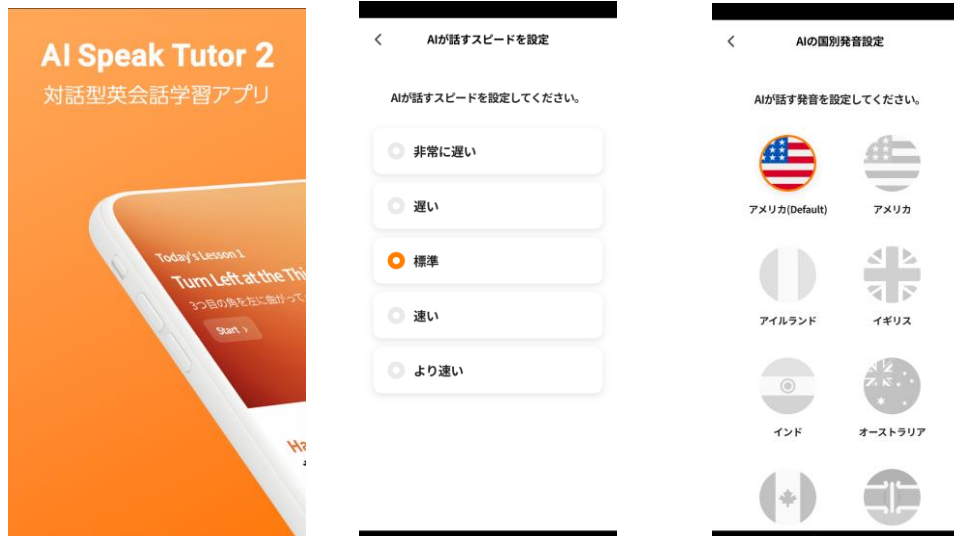 AI Speak Tutor 2
対話型英会話学習アプリ
Today's Lesson 1
Turn Left at the Thi
3つ目の角を左に曲がって
Start >
Ha
AIが話すスピードを設定
AIが話すスピードを設定してください。
非常に遅い
遅い
標準
速い
より速い
AIの国別発音設定
AIが話す発音を設定してください。
アメリカ(Default)
アメリカ
アイルランド
イギリス
インド
オーストラリア